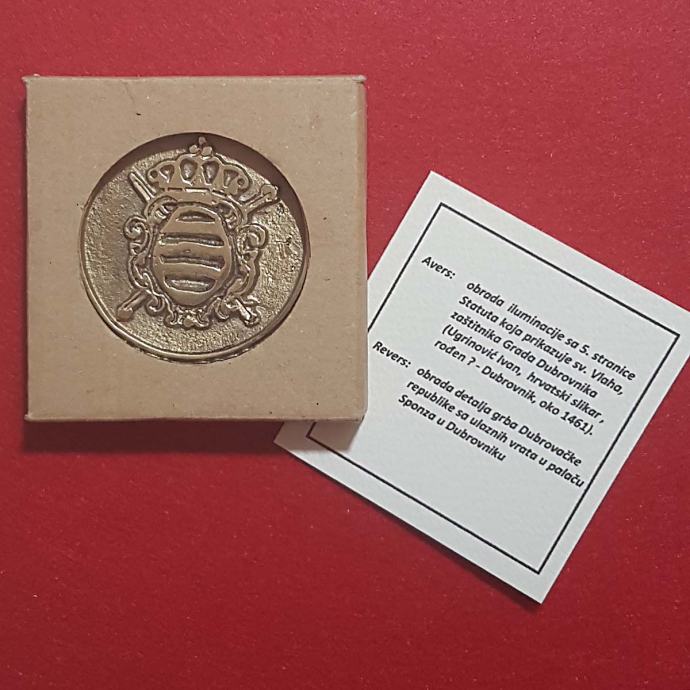 Avers: obrada iluminacije sa 5. stranice
Statuta koja prikazuje sv. Vlaha,
zaštitnika Grada Dubrovnika
(Ugrinović Ivan, hrvatski slikar,
rođen ? - Dubrovnik, oko 1461).
Revers: obrada detalja grba Dubrovačke
republike sa ulaznih vrata u palaču
Sponza u Dubrovniku